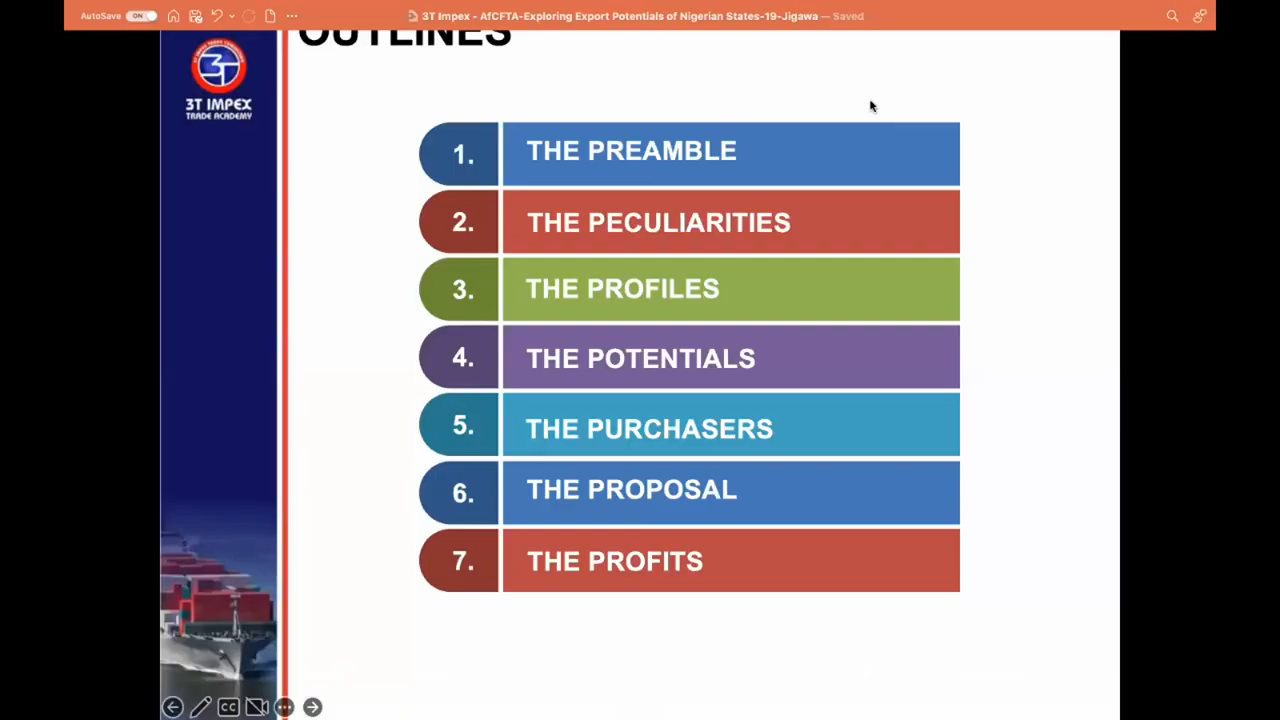 AutoSave ON
3T Impex - AfCFTA-Exploring Export Potentials of Nigerian States-19-Jigawa — Saved
OUTLINES
3T
3T IMPEX
TRADE ACADEMY
1. THE PREAMBLE
2. THE PECULIARITIES
3. THE PROFILES
4. THE POTENTIALS
5. THE PURCHASERS
6. THE PROPOSAL
7. THE PROFITS
CC